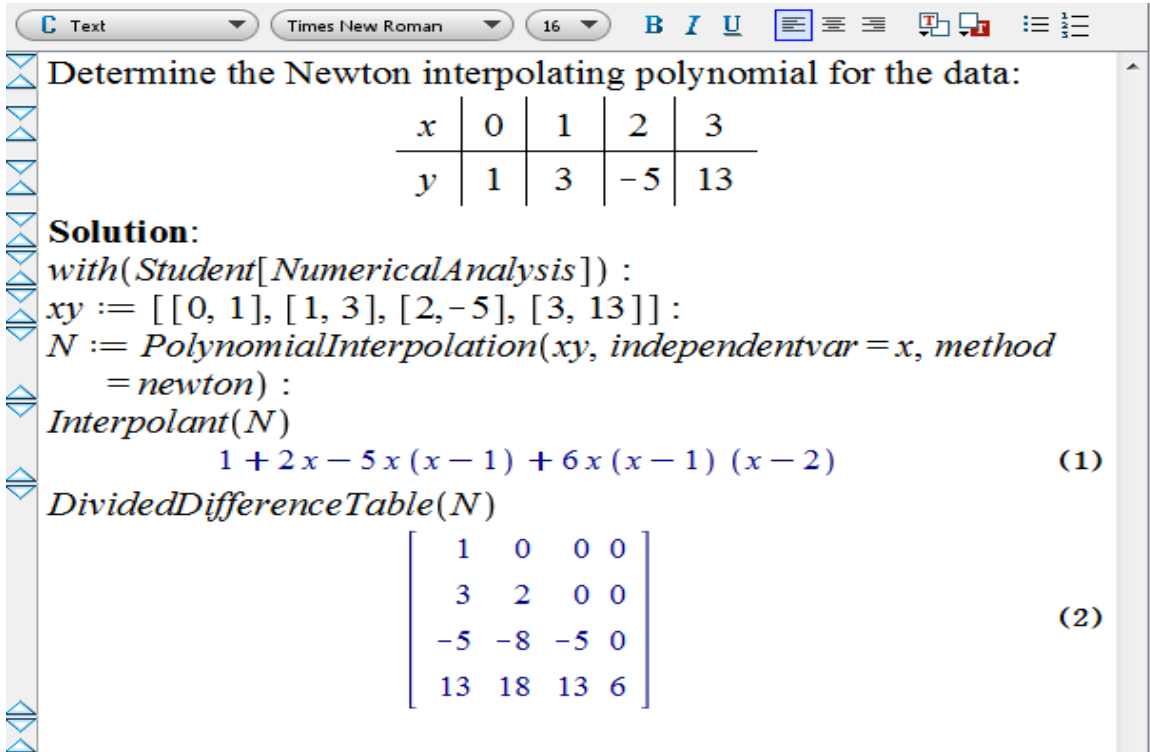 C Text Times New Roman 16 B I U
Determine the Newton interpolating polynomial for the data:
x 0 1 2 3
y 1 3 −5 13
Solution:
with(Student[NumericalAnalysis]) :
xy := [[0, 1], [1, 3], [2,−5], [3, 13]] :
N := PolynomialInterpolation(xy, independentvar = x, method
= newton) :
Interpolant(N)
1 + 2 x − 5 x (x − 1) + 6 x (x − 1) (x − 2) (1)
DividedDifferenceTable(N)
1 0 0 0
3 2 0 0
−5 −8 −5 0
13 18 13 6
(2)